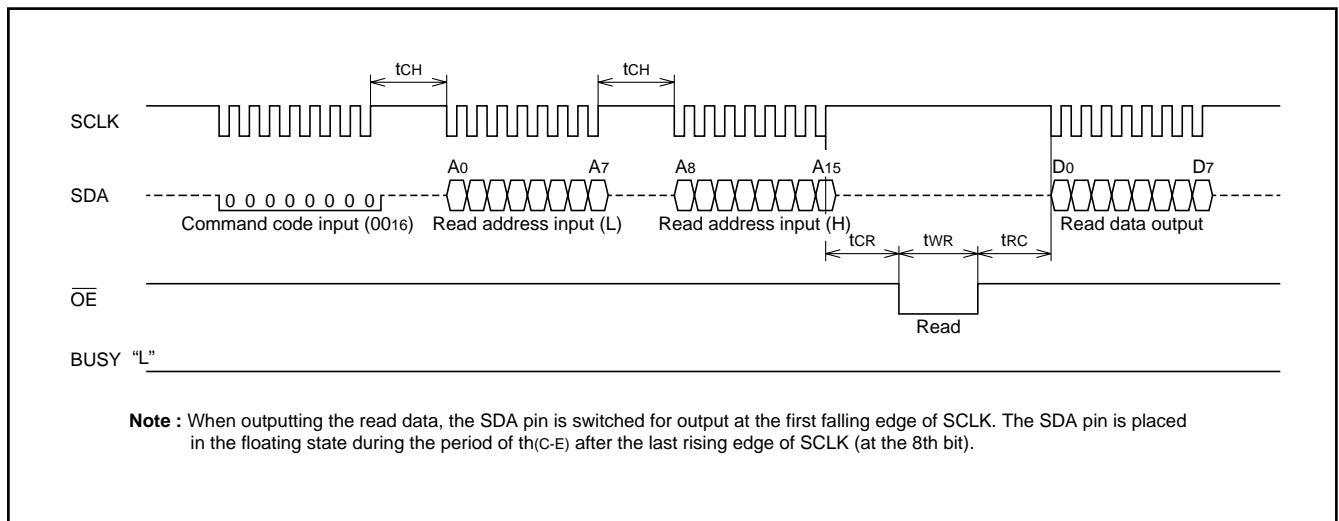 tCH tCH
SCLK
A0 A7 A8 A15 D0 D7
SDA
0 0 0 0 0 0 0 0
Command code input (0016) Read address input (L) Read address input (H) Read data output
tCR tWR tRC
OE
Read
BUSY “L”
Note : When outputting the read data, the SDA pin is switched for output at the first falling edge of SCLK. The SDA pin is placed
in the floating state during the period of th(C-E) after the last rising edge of SCLK (at the 8th bit).